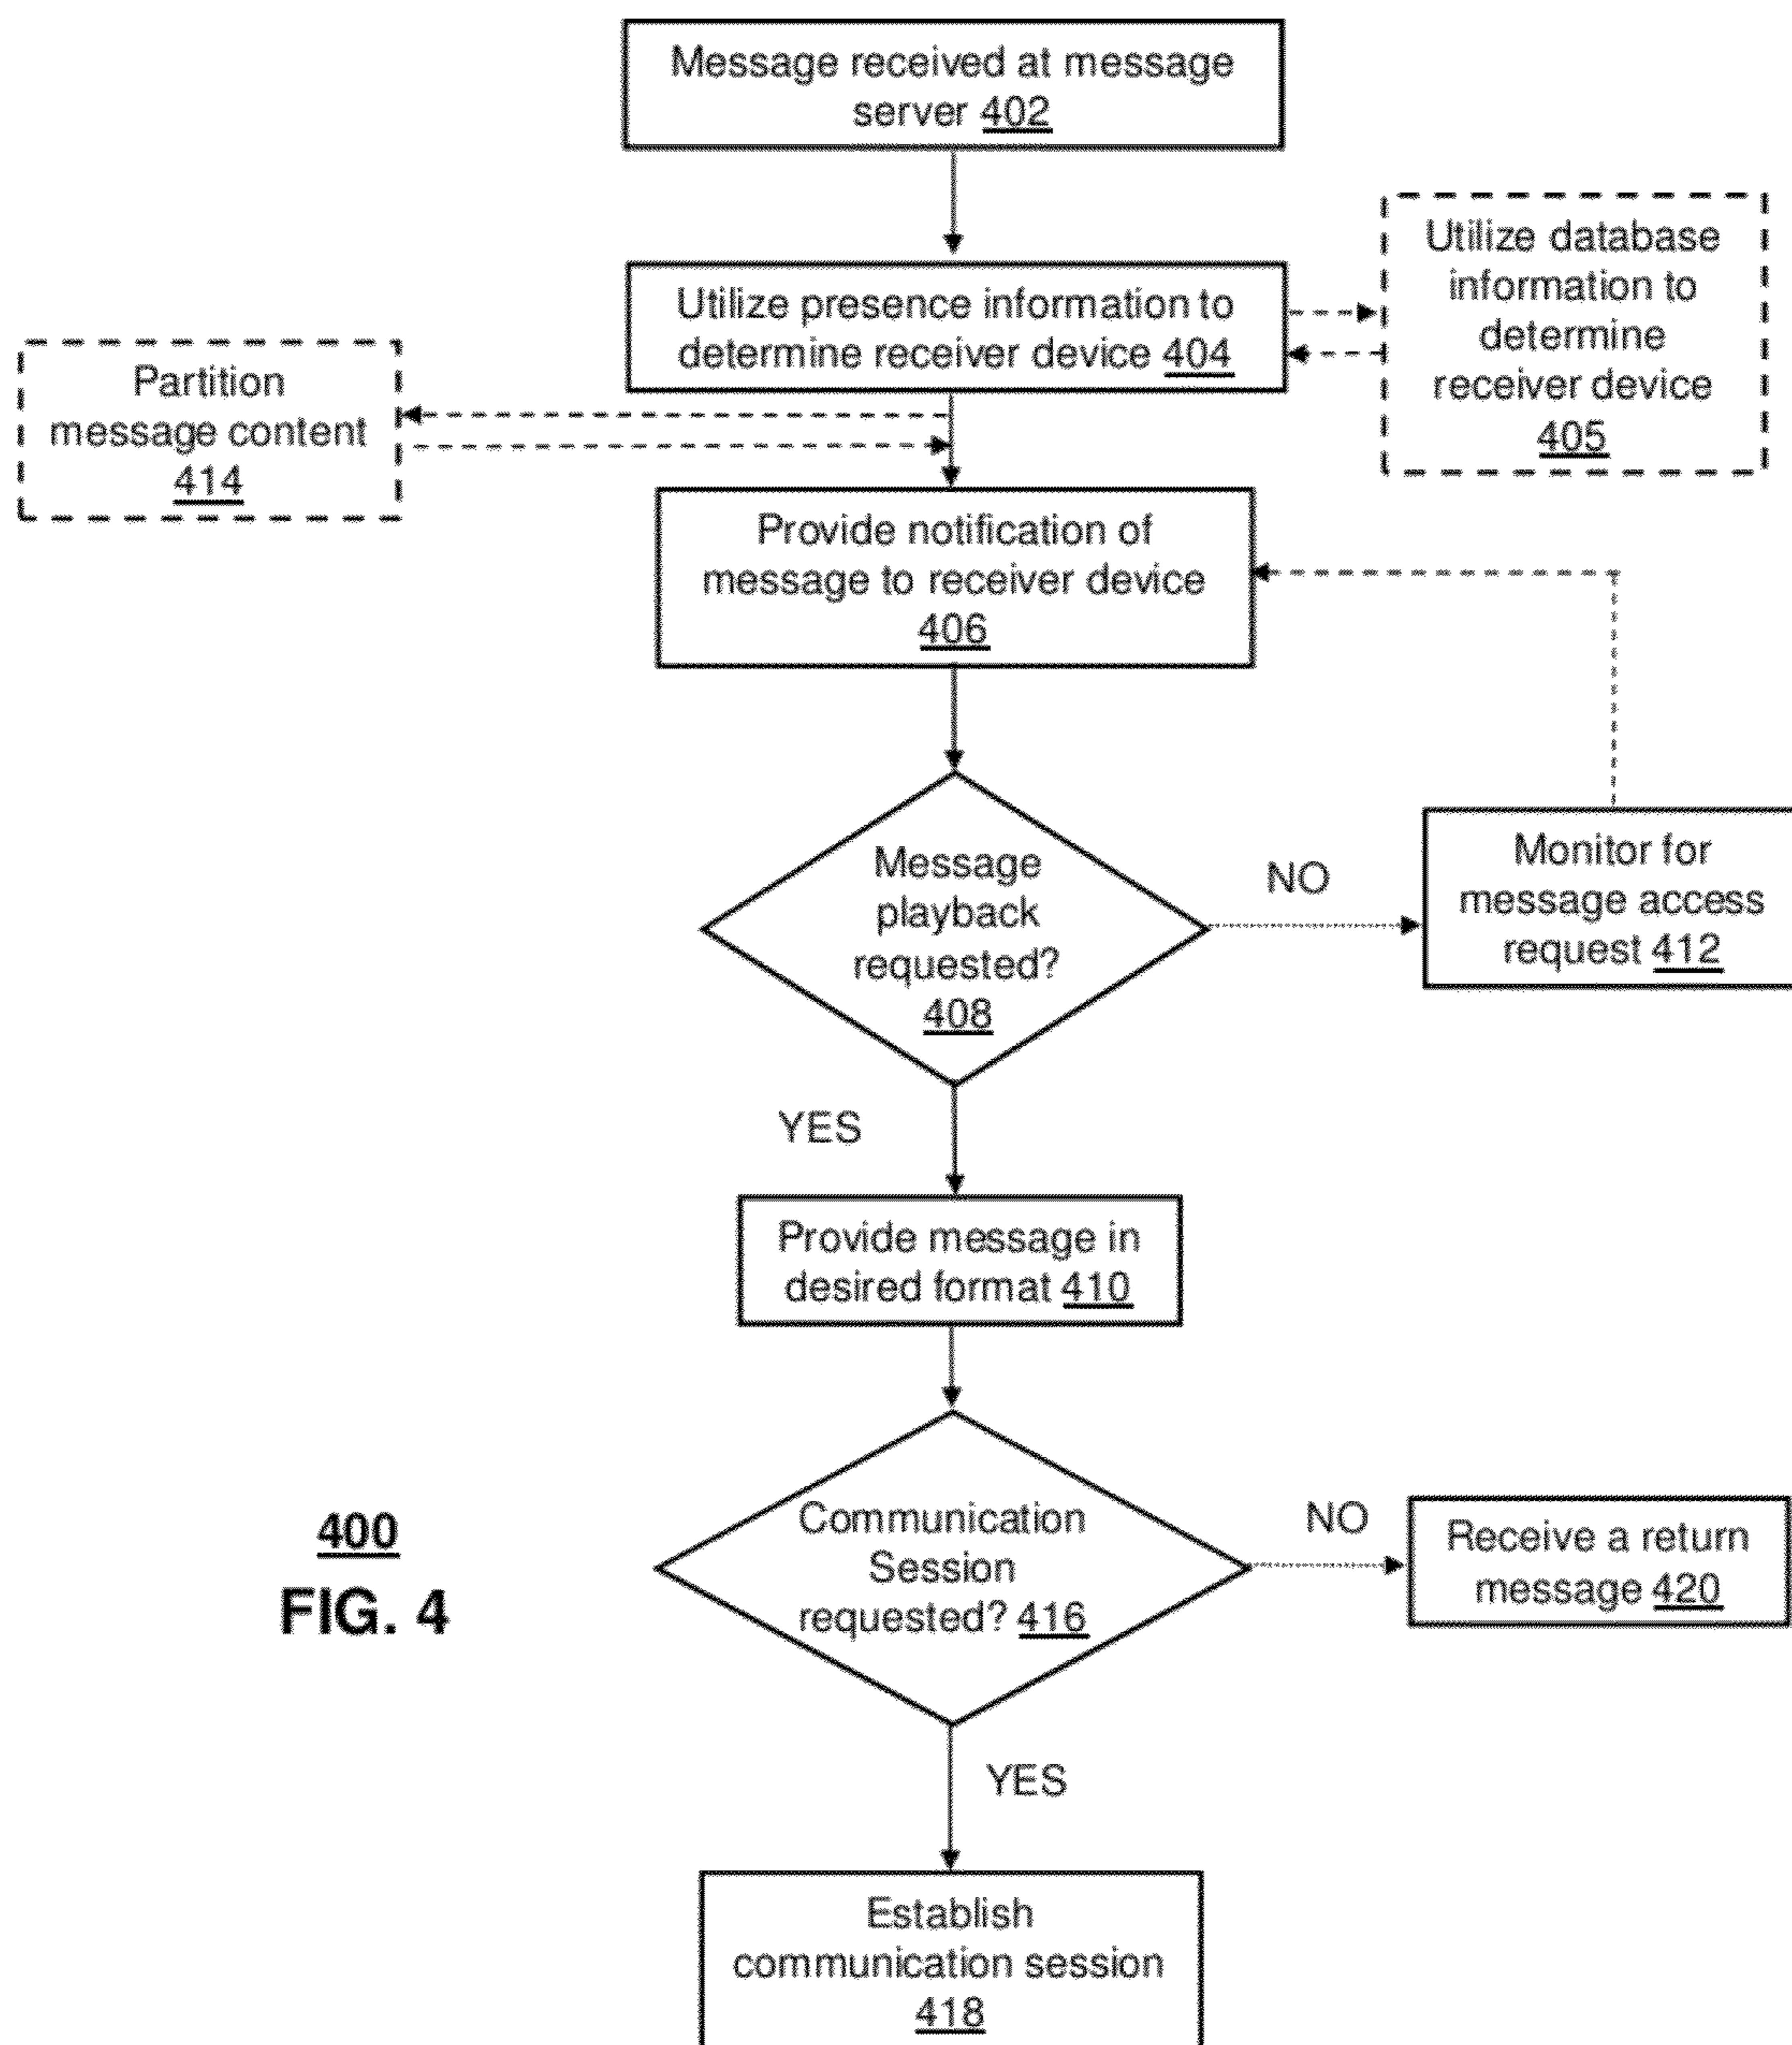 Message received at message
server 402
Utilize presence information to
determine receiver device 404
Utilize database
information to
determine
receiver device
405
Partition
message content
414
Provide notification of
message to receiver device
406
Message
playback
requested?
408
NO
Monitor for
message access
request 412
YES
Provide message in
desired format 410
Communication
Session
requested? 416
NO
Receive a return
message 420
400
FIG. 4
YES
Establish
communication session
418